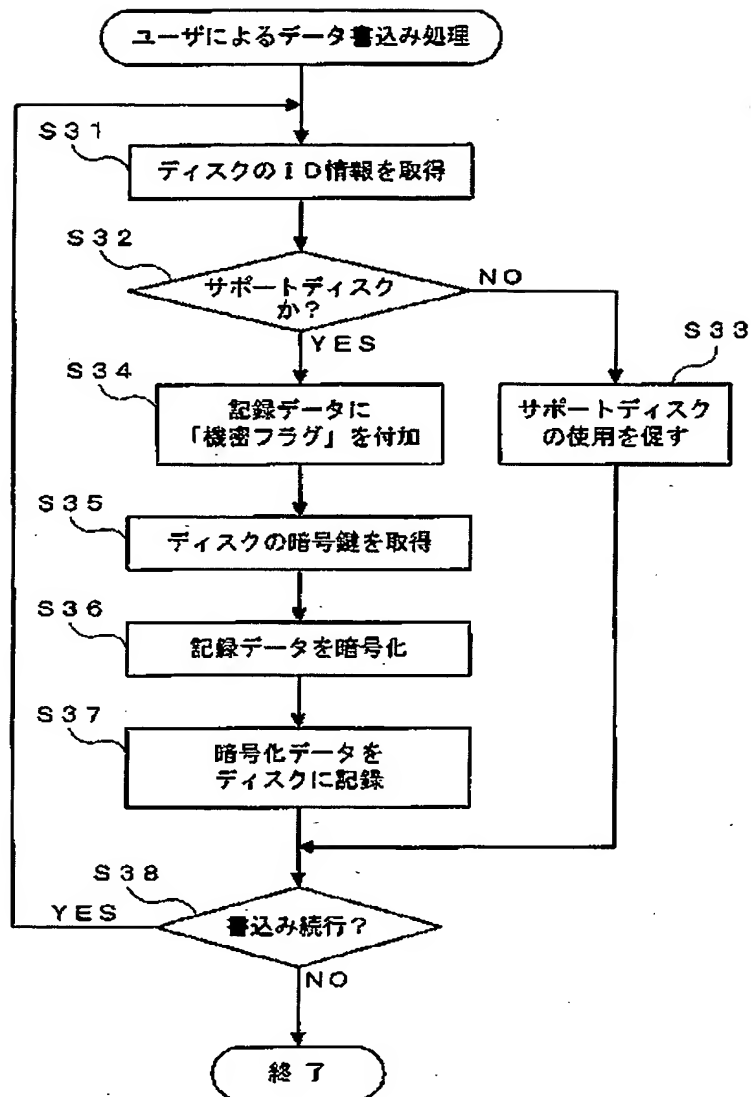 ユーザによるデータ書込み処理
S31
ディスクのID情報を取得
S32
サポートディスク
か？
NO
YES
S33
サポートディスク
の使用を促す
S34
記録データに
「機密フラグ」を付加
S35
ディスクの暗号鍵を取得
S36
記録データを暗号化
S37
暗号化データを
ディスクに記録
S38
YES
書込み続行？
NO
終了